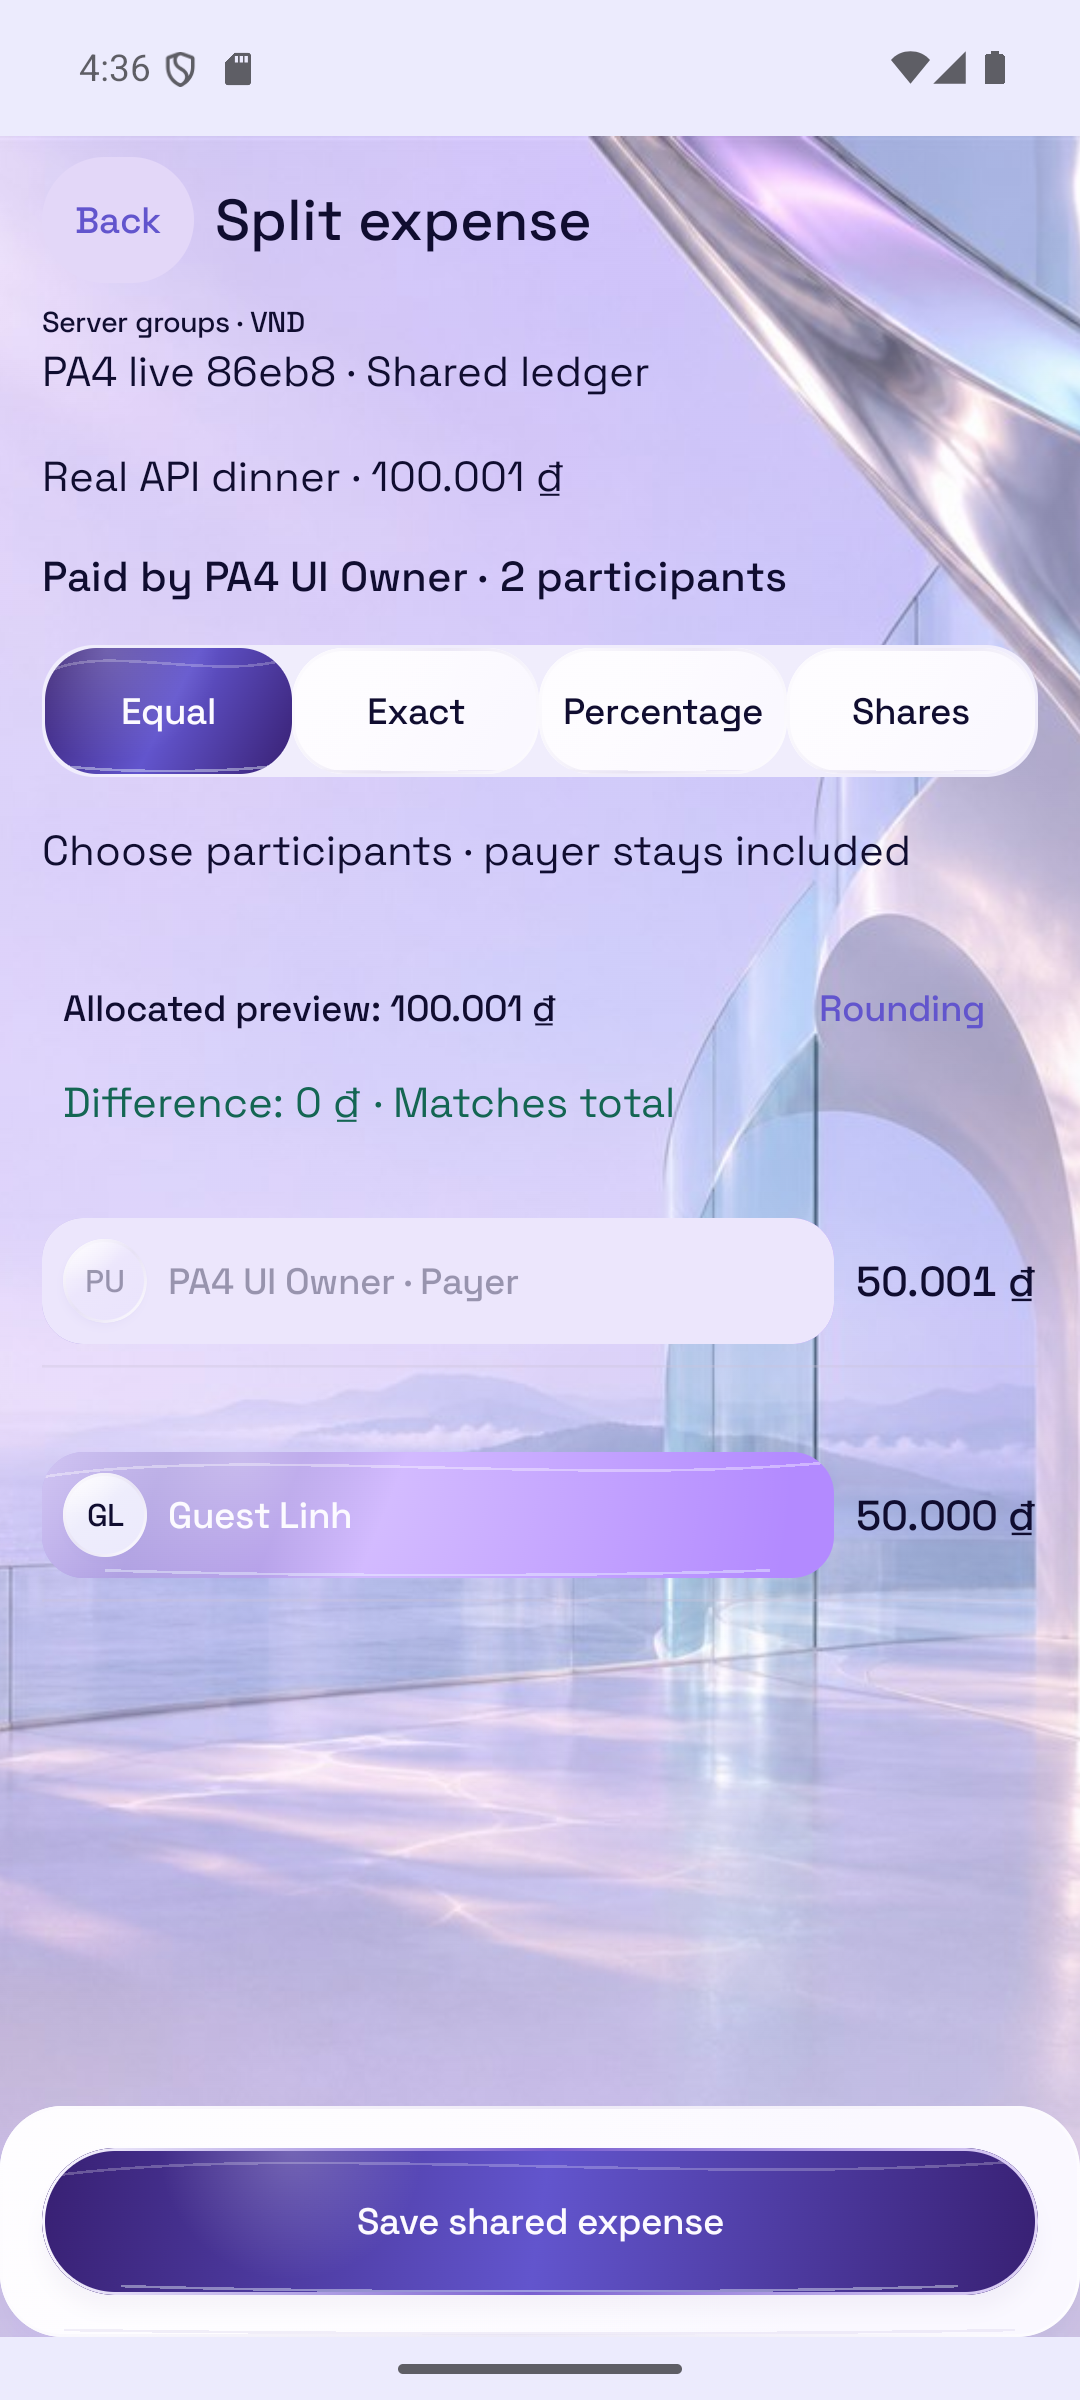 4:36
Back
Split expense
Server groups · VND
PA4 live 86eb8 · Shared ledger
Real API dinner · 100.001 ₫
Paid by PA4 UI Owner · 2 participants
Equal
Exact
Percentage
Shares
Choose participants · payer stays included
Allocated preview: 100.001 ₫
Rounding
Difference: 0 ₫ · Matches total
PU
PA4 UI Owner · Payer
50.001 ₫
GL
Guest Linh
50.000 ₫
Save shared expense